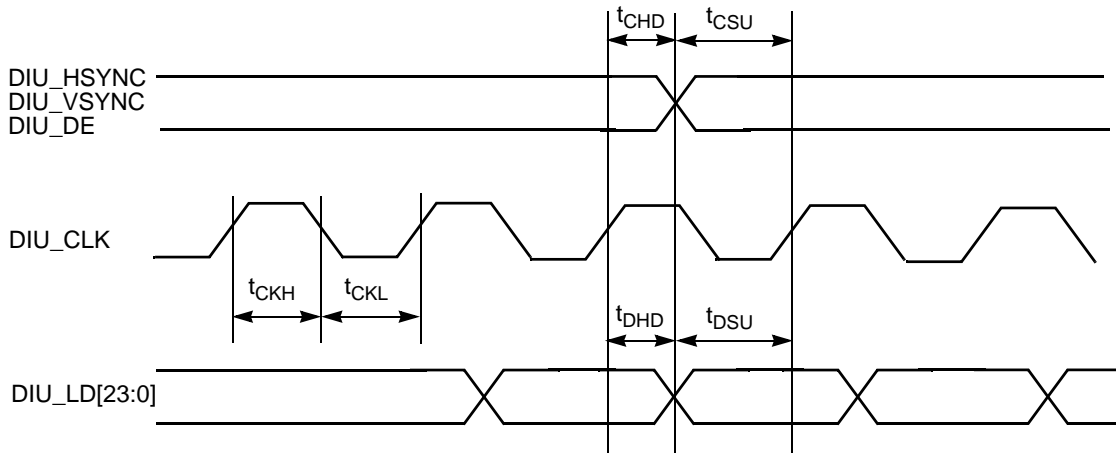 tCHD tCSU
DIU_HSYNC
DIU_VSYNC
DIU_DE
DIU_CLK
tCKH tCKL
tDHD tDSU
DIU_LD[23:0]